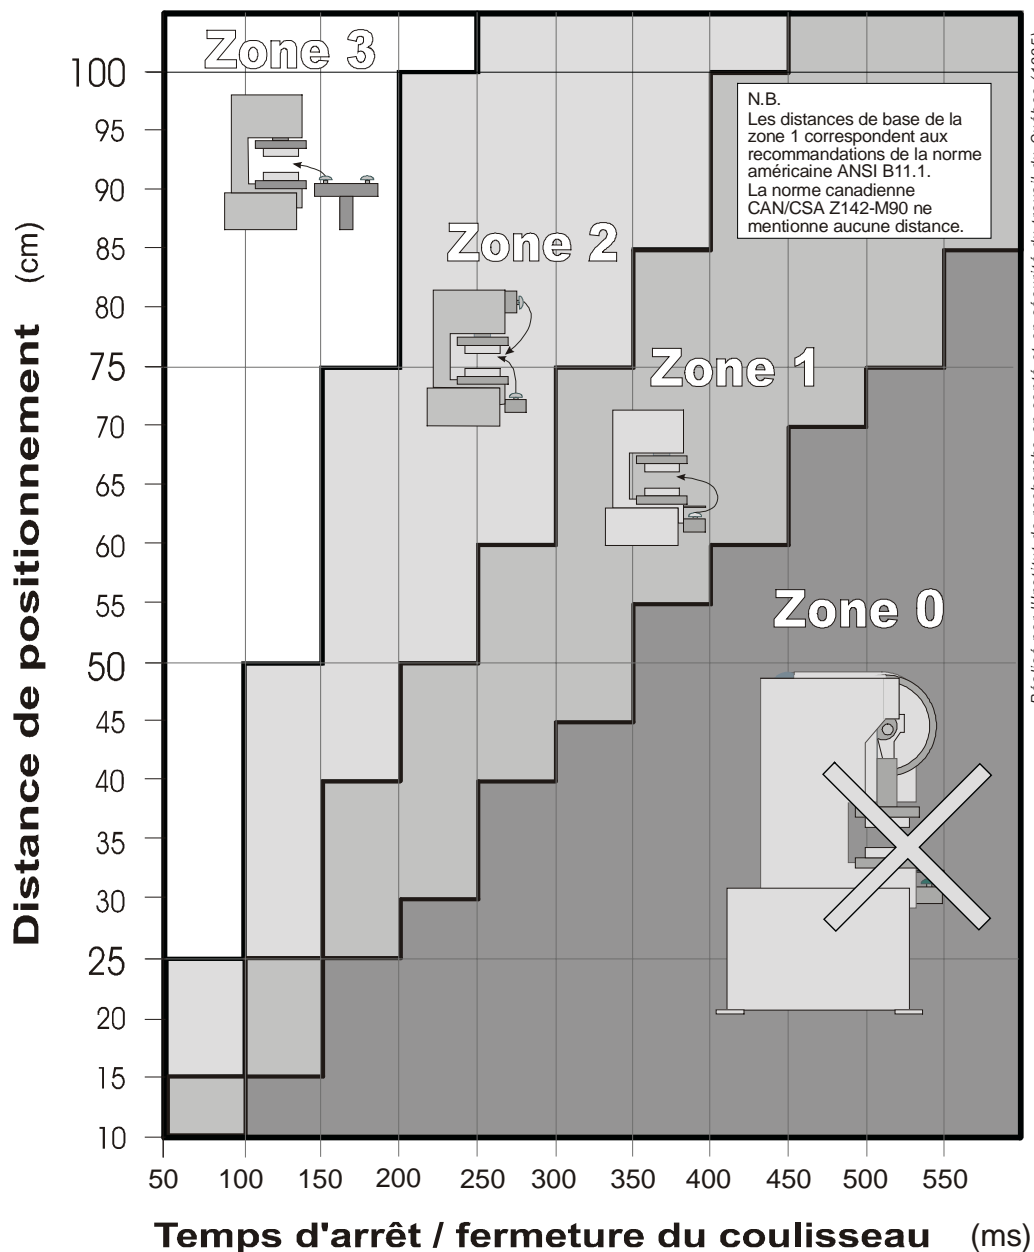 Zone 3
N.B.
Les distances de base de la
zone 1 correspondent aux
recommandations de la norme
américaine ANSI B11.1.
La norme canadienne
CAN/CSA Z142-M90 ne
mentionne aucune distance.
Zone 2
Zone 1
Zone 0
Distance de positionnement (cm)
100
95
90
85
80
75
70
65
60
55
50
45
40
35
30
25
20
15
10
50 100 150 200 250 300 350 400 450 500 550
Temps d'arrêt / fermeture du coulisseau (ms)